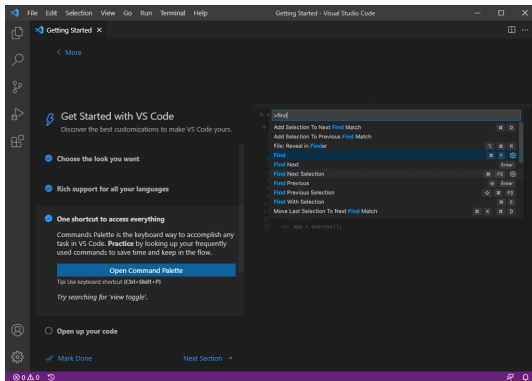 File Edit Selection View Go Run Terminal Help
Getting Started - Visual Studio Code
Getting Started
< More
Get Started with VS Code
Discover the best customizations to make VS Code yours.
Choose the look you want
Rich support for all your languages
One shortcut to access everything
Commands Palette is the keyboard way to accomplish any
task in VS Code. Practice by looking up your frequently
used commands to save time and keep in the flow.
Open Command Palette
Tip: Use keyboard shortcut (Ctrl+Shift+P)
Try searching for 'view toggle'.
Open up your code
Mark Done
Next Section →
>find
Add Selection To Next Find Match ⌘ D
Add Selection To Previous Find Match
File: Reveal in Finder ⌥ ⌘ R
Find ⌘ F
Find Next Enter
Find Next Selection ⌘ F3
Find Previous ⇧ Enter
Find Previous Selection ⇧ ⌘ F3
Find With Selection ⌘ E
Move Last Selection To Next Find Match ⌘ K ⌘ D
var app = express();
0 0